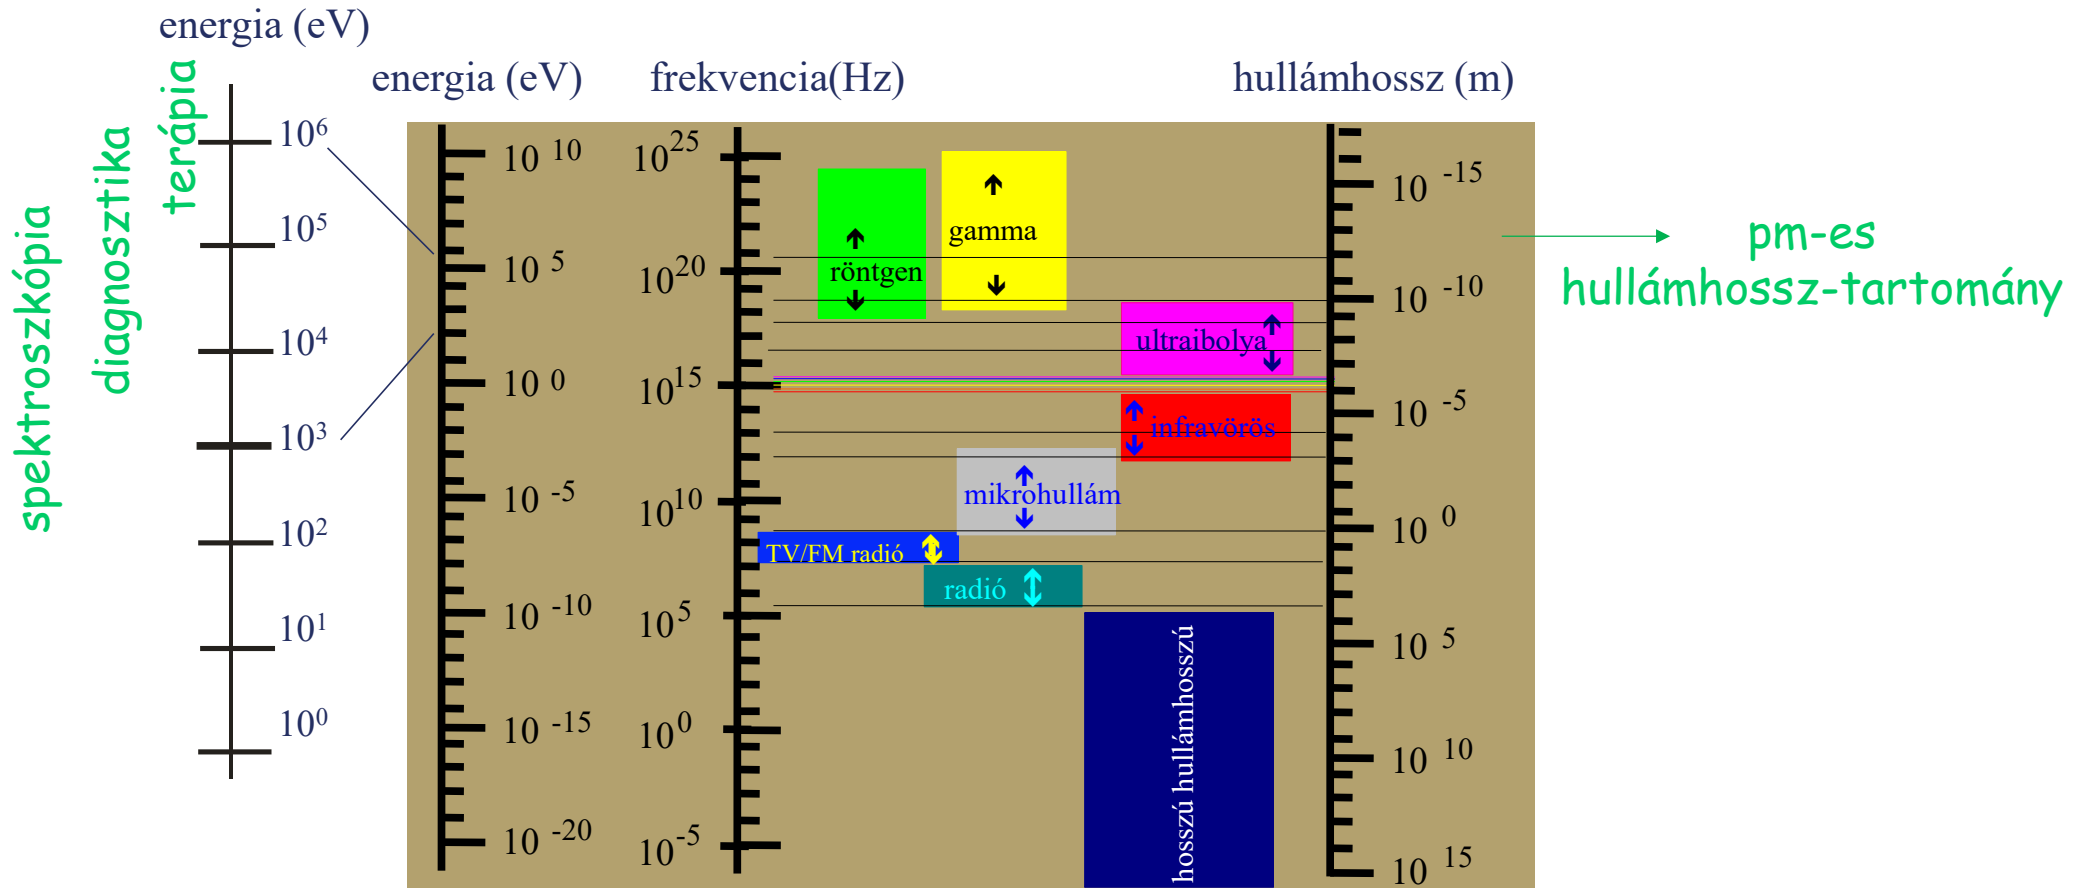 energia (eV)
energia (eV)
frekvencia(Hz)
hullámhossz (m)
spektroszkópia
diagnosztika
terápia
10⁶
10⁵
10⁴
10³
10²
10¹
10⁰
10 ¹⁰
10 ⁵
10 ⁰
10 ⁻⁵
10 ⁻¹⁰
10 ⁻¹⁵
10 ⁻²⁰
10²⁵
10²⁰
10¹⁵
10¹⁰
10⁵
10⁰
10⁻⁵
röntgen
gamma
ultraibolya
infravörös
mikrohullám
TV/FM radió
radió
hosszú hullámhosszú
10 ⁻¹⁵
10 ⁻¹⁰
10 ⁻⁵
10 ⁰
10 ⁵
10 ¹⁰
10 ¹⁵
pm-es
hullámhossz-tartomány